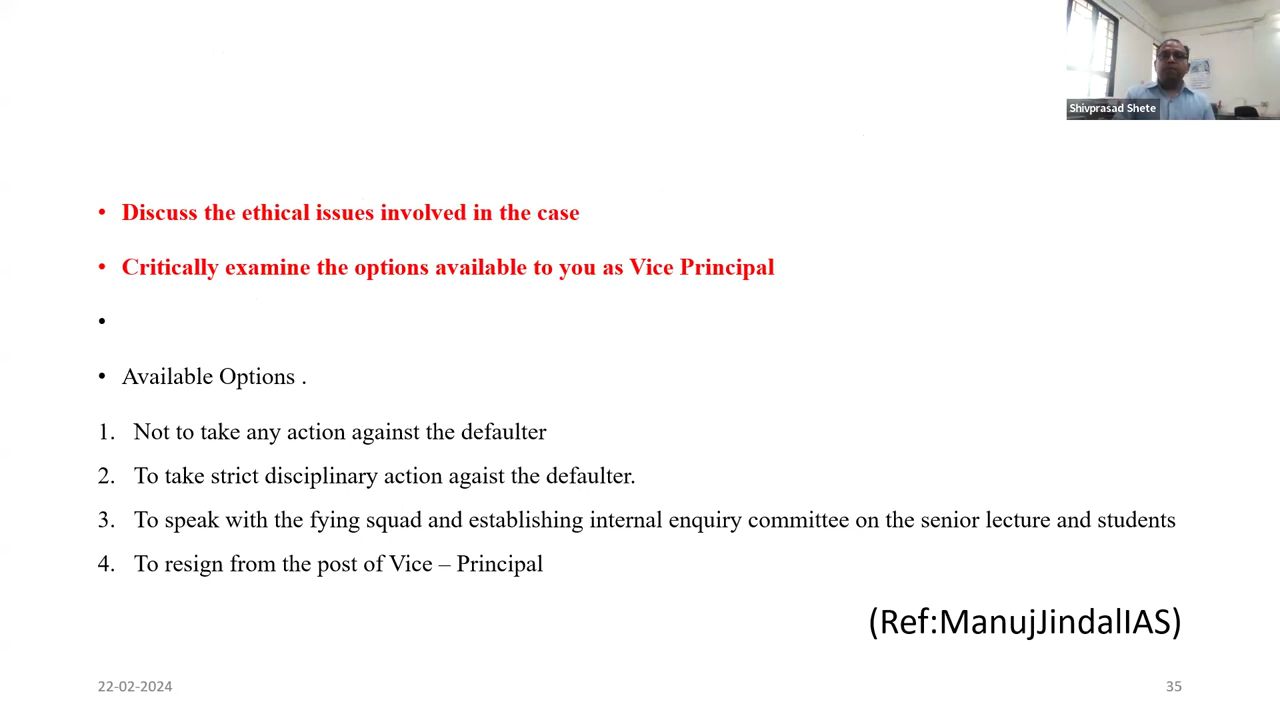 Shivprasad Shete
• Discuss the ethical issues involved in the case
• Critically examine the options available to you as Vice Principal
•
• Available Options .
1. Not to take any action against the defaulter
2. To take strict disciplinary action agaist the defaulter.
3. To speak with the fying squad and establishing internal enquiry committee on the senior lecture and students
4. To resign from the post of Vice – Principal
(Ref:ManujJindalIAS)
22-02-2024
35